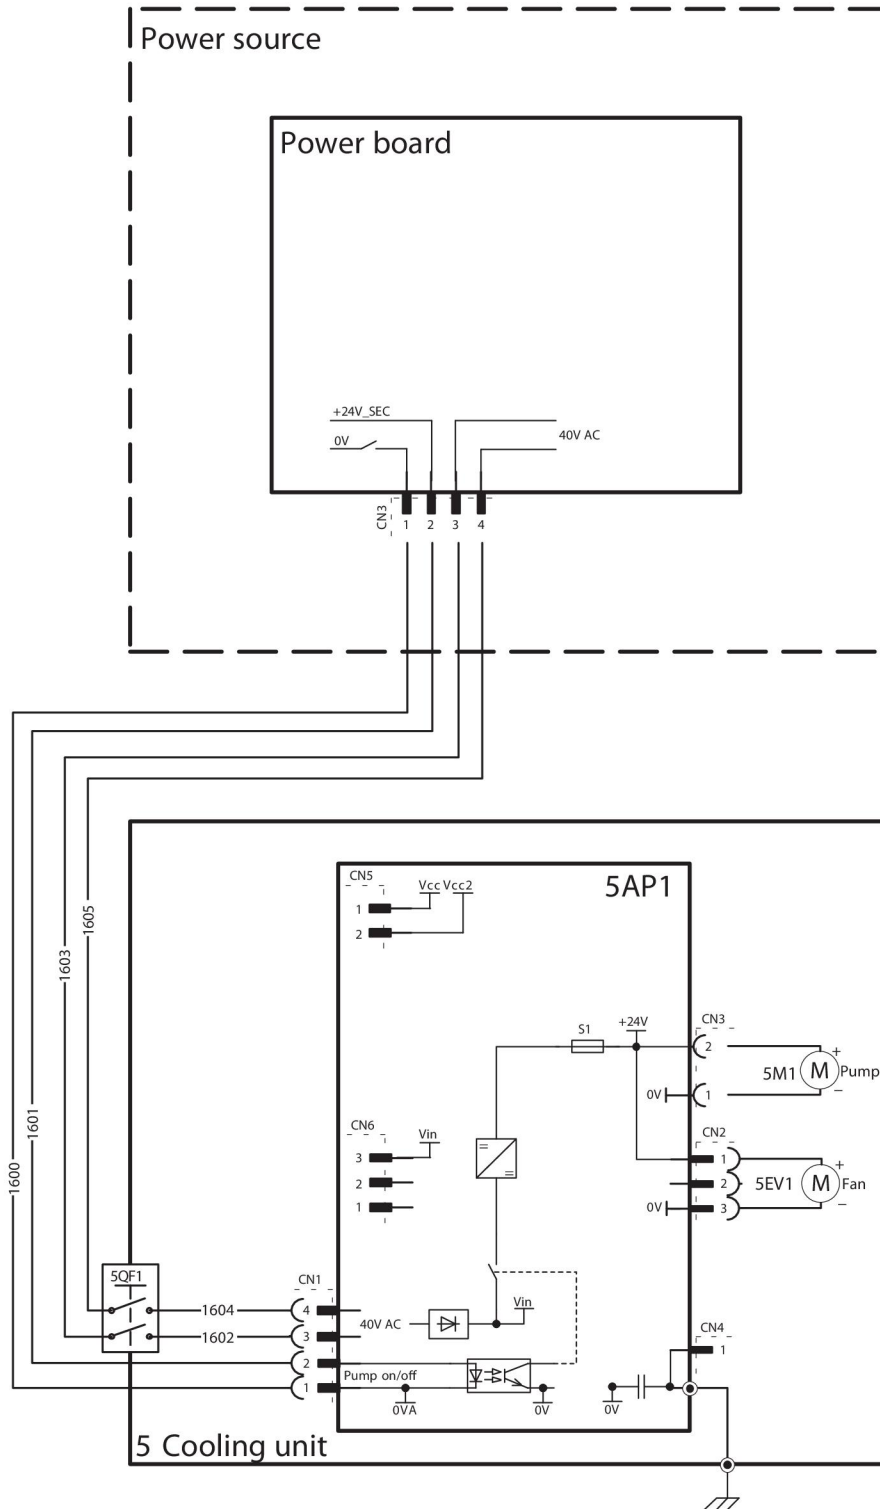 Power source
Power board
+24V_SEC
0V
40V AC
CN3
1 2 3 4
1605
1603
1601
1600
5AP1
CN5
Vcc Vcc2
1
2
S1
+24V
CN3
2
5M1 M Pump
+
–
0V
1
CN6
Vin
3
2
1
CN2
1
2
5EV1 M Fan
+
–
0V
3
5QF1
CN1
1604
4
40V AC
Vin
1602
3
2
Pump on/off
1
0VA
0V
0V
CN4
1
5 Cooling unit